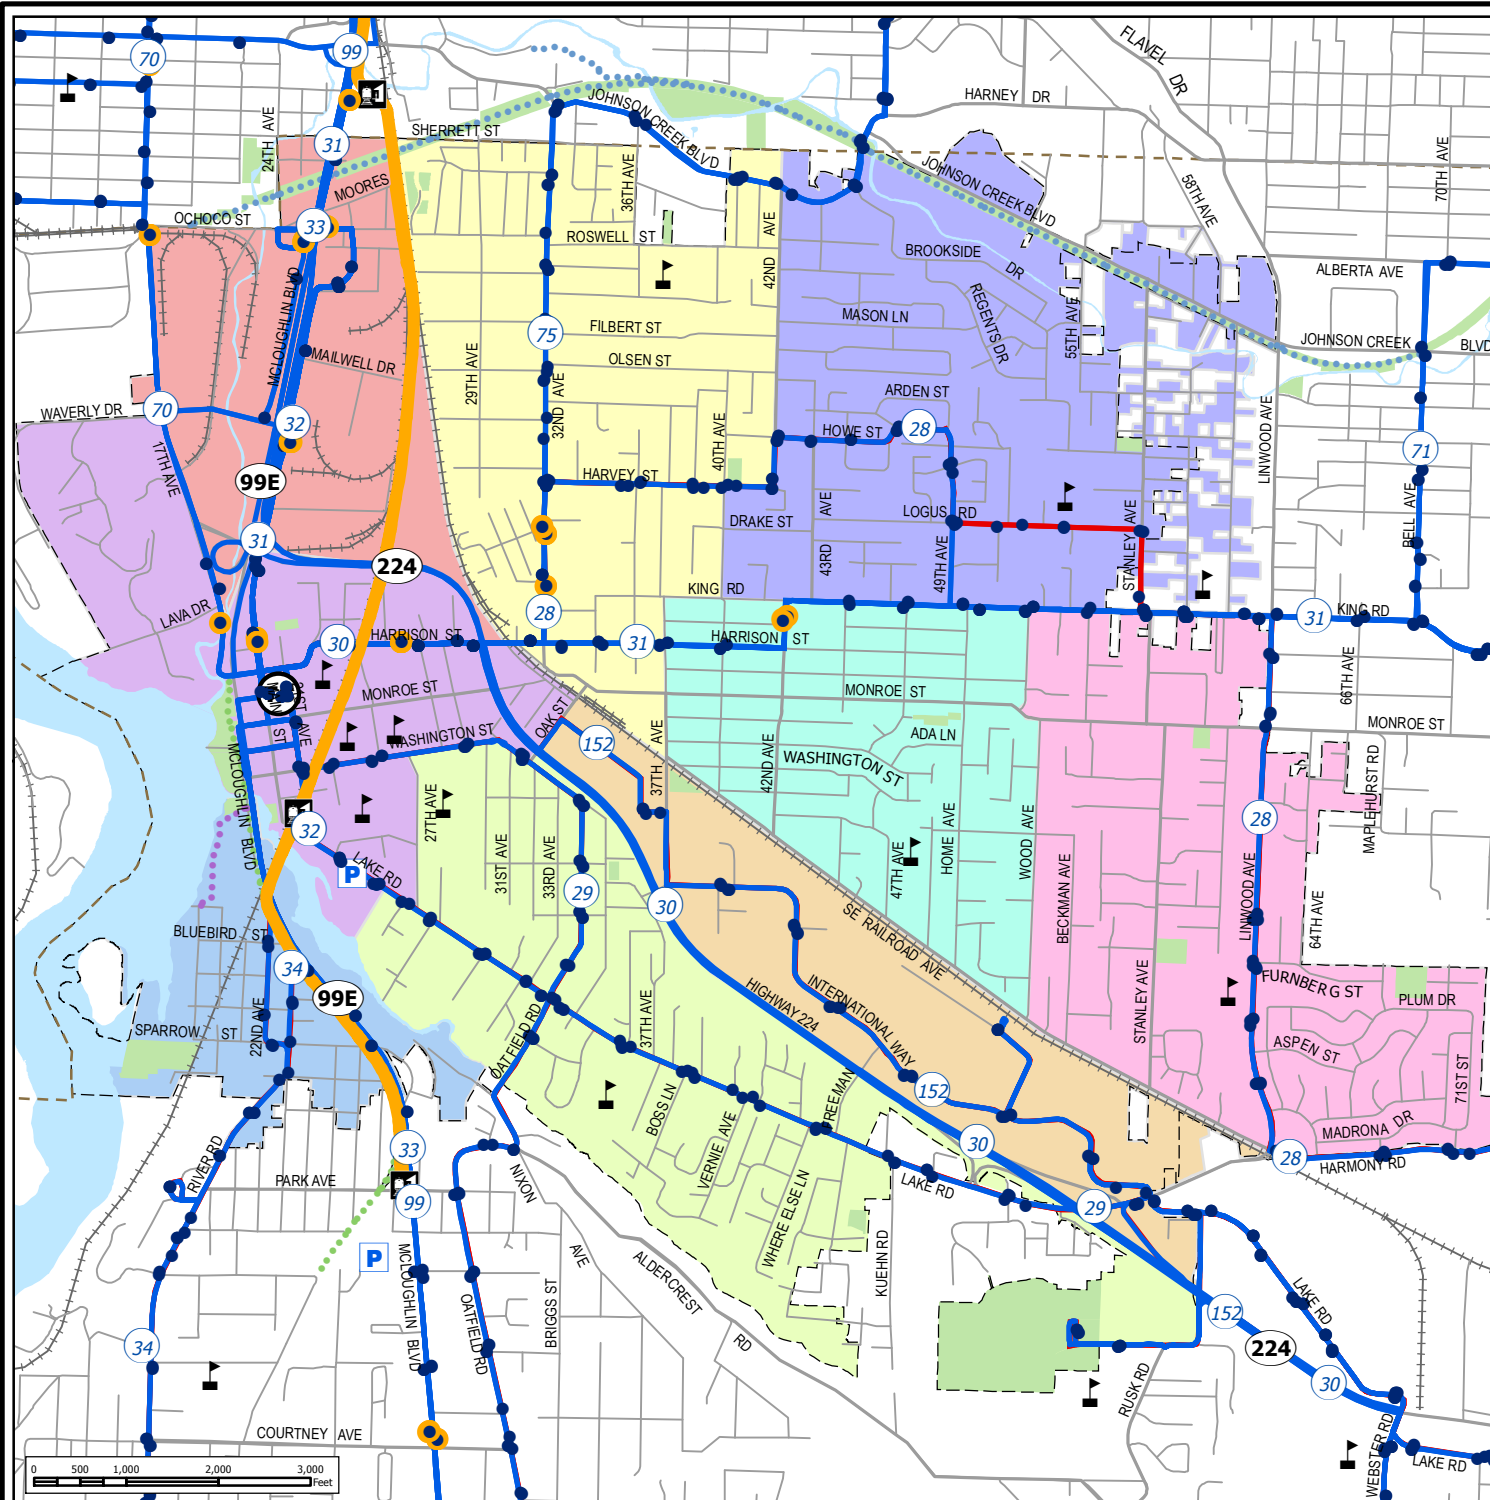 70
99
FLAVEL DR
HARNEY DR
24TH AVE
31
SHERRETT ST
JOHNSON CREEK BLVD
36TH AVE
MOORES
JOHNSON CREEK BLVD
58TH AVE
70TH AVE
OCHOCO ST
33
ROSWELL ST
42ND AVE
BROOKSIDE DR
ALBERTA AVE
MCLOUGHLIN BLVD
REGENTS DR
MASON LN
55TH AVE
75
FILBERT ST
OLSEN ST
JOHNSON CREEK BLVD
MAILWELL DR
29TH AVE
32ND AVE
ARDEN ST
WAVERLY DR
70
32
40TH AVE
HOWE ST
28
LINWOOD AVE
71
17TH AVE
99E
HARVEY ST
DRAKE ST
43RD AVE
LOGUS RD
STANLEY AVE
BELL AVE
31
224
49TH AVE
LAVA DR
28
KING RD
31
KING RD
30
HARRISON ST
31
HARRISON ST
66TH AVE
MAIN ST
21ST AVE
MONROE ST
MONROE ST
MONROE ST
WASHINGTON ST
OAK ST
152
37TH AVE
42ND AVE
ADA LN
WASHINGTON ST
MAPLEHURST RD
MCLOUGHLIN BLVD
32
27TH AVE
LAKE RD
P
31ST AVE
33RD AVE
29
47TH AVE
HOME AVE
WOOD AVE
28
BECKMAN AVE
LINWOOD AVE
64TH AVE
30
SE RAILROAD AVE
BLUEBIRD ST
34
99E
HIGHWAY 224
INTERNATIONAL WAY
FURNBERG ST
PLUM DR
STANLEY AVE
SPARROW ST
22ND AVE
OATFIELD RD
37TH AVE
ASPEN ST
71ST ST
152
BOSS LN
VERNIE AVE
FREEMAN
30
MADRONA DR
RIVER RD
33
28
HARMONY RD
PARK AVE
99
NIXON AVE
WHERE ELSE LN
LAKE RD
29
KUEHN RD
P
MCLOUGHLIN BLVD
OATFIELD RD
BRIGGS ST
ALDERCREST RD
LAKE RD
152
34
224
30
RUSK RD
COURTNEY AVE
WEBSTER RD
LAKE RD
0 500 1,000 2,000 3,000
Feet